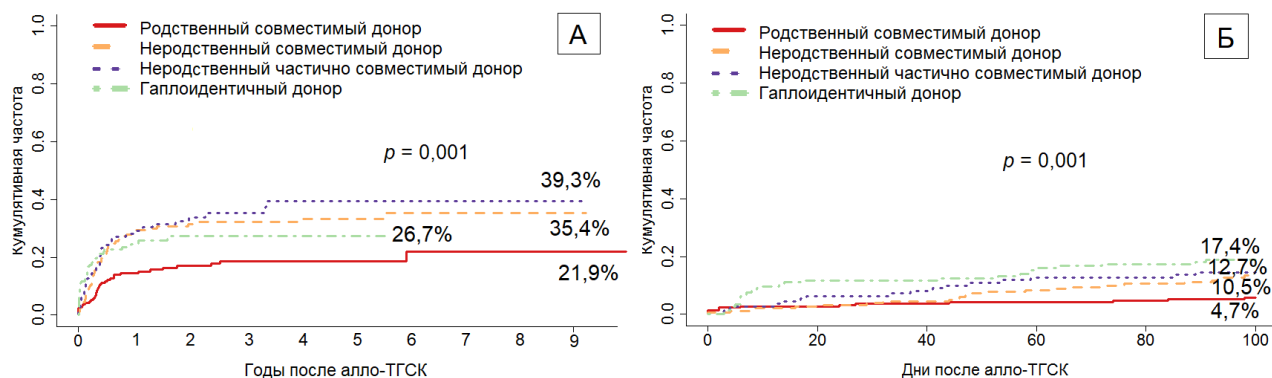 Родственный совместимый донор
Неродственный совместимый донор
Неродственный частично совместимый донор
Гаплоидентичный донор
А
Кумулятивная частота
1.0
0.8
0.6
0.4
0.2
0.0
p = 0,001
39,3%
35,4%
26,7%
21,9%
0 1 2 3 4 5 6 7 8 9
Годы после алло-ТГСК
Родственный совместимый донор
Неродственный совместимый донор
Неродственный частично совместимый донор
Гаплоидентичный донор
Б
Кумулятивная частота
1.0
0.8
0.6
0.4
0.2
0.0
p = 0,001
17,4%
12,7%
10,5%
4,7%
0 20 40 60 80 100
Дни после алло-ТГСК